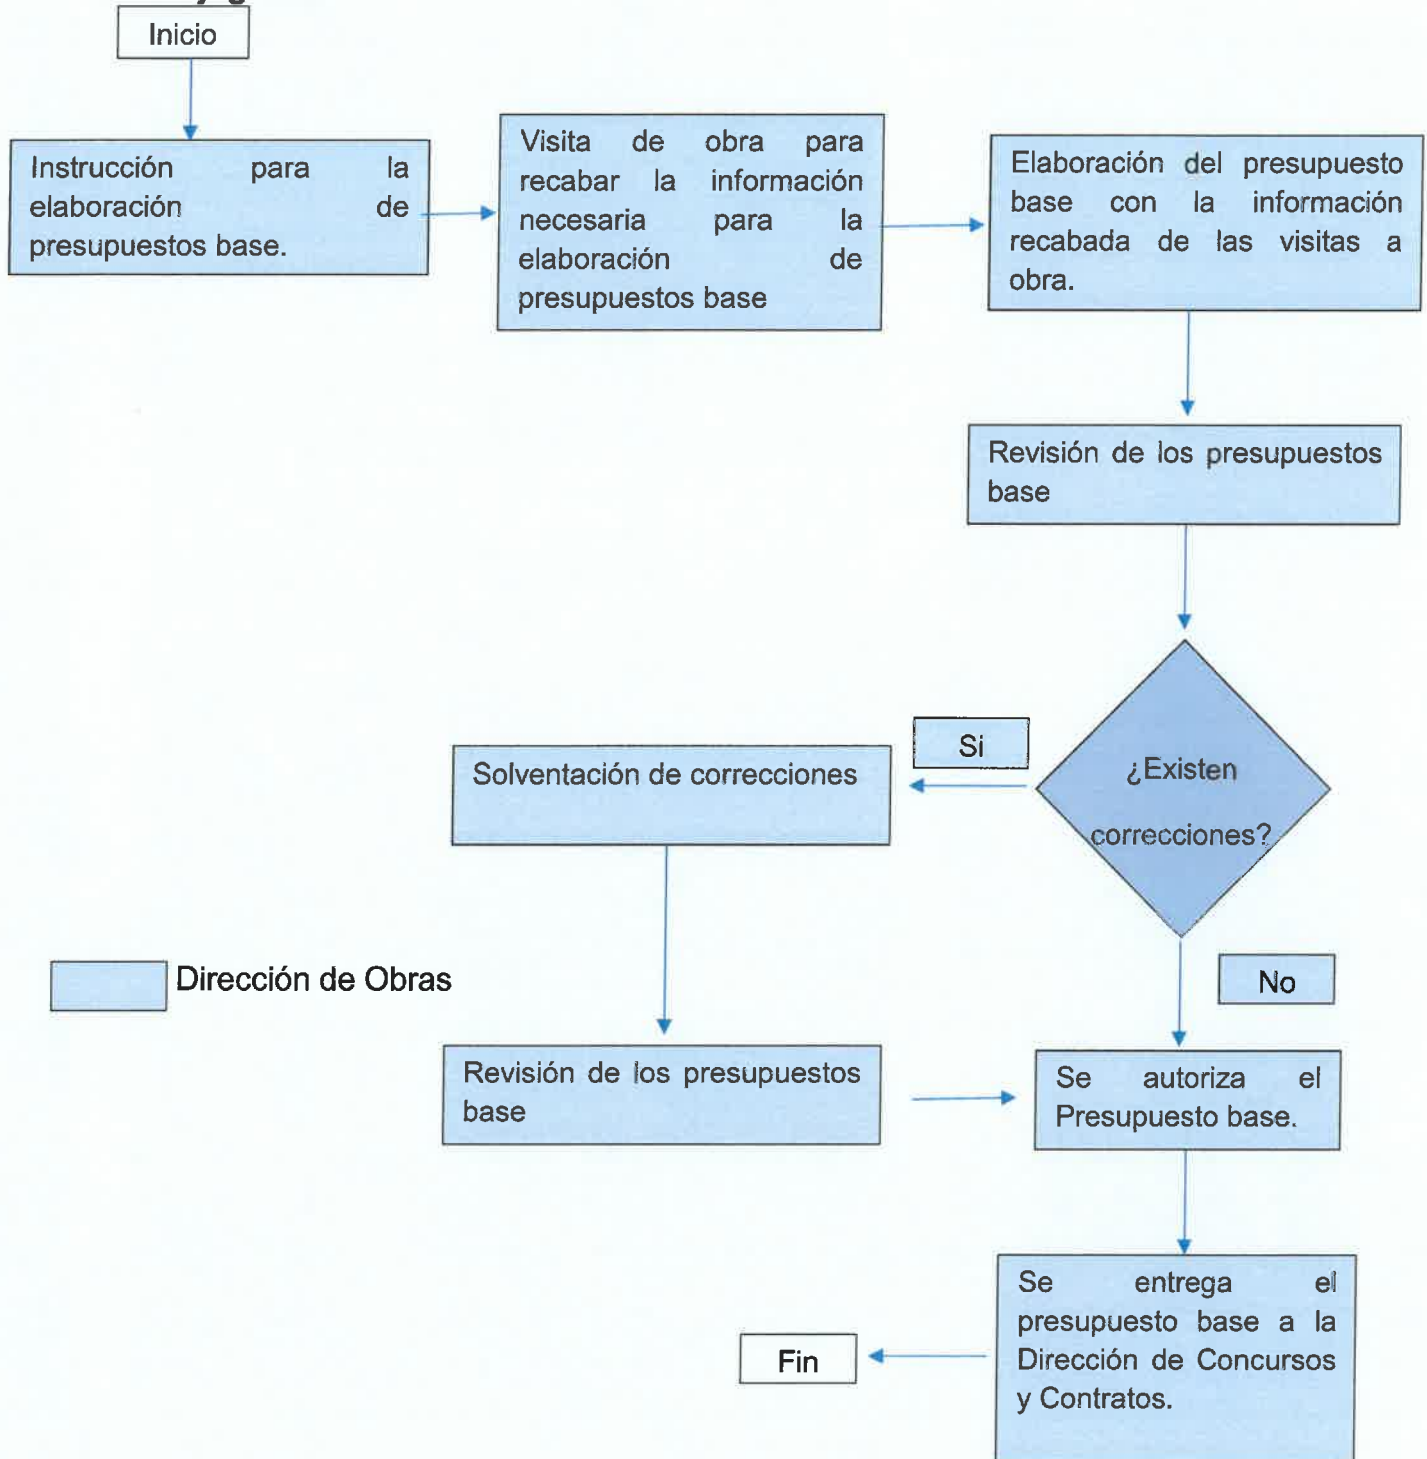 Inicio
Instrucción para la
elaboración de
presupuestos base.
Visita de obra para
recabar la información
necesaria para la
elaboración de
presupuestos base
Elaboración del presupuesto
base con la información
recabada de las visitas a
obra.
Revisión de los presupuestos
base
¿Existen
correcciones?
Si
Solventación de correcciones
No
Dirección de Obras
Revisión de los presupuestos
base
Se autoriza el
Presupuesto base.
Se entrega el
presupuesto base a la
Dirección de Concursos
y Contratos.
Fin